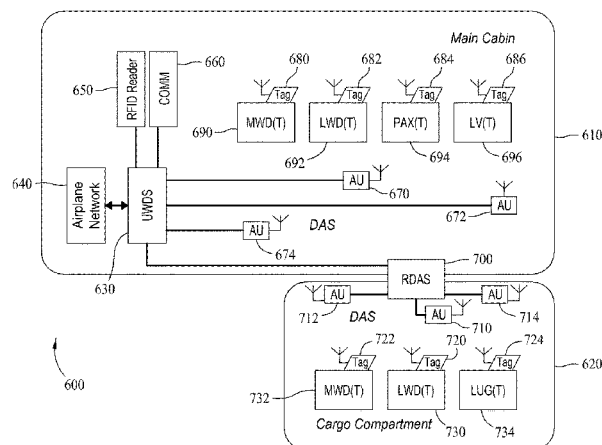 Main Cabin
660
650
RFID Reader
COMM
680
682
684
686
Tag
Tag
Tag
Tag
690
MWD(T)
LWD(T)
PAX(T)
LV(T)
692
694
696
610
640
Airplane Network
UWDS
AU
670
AU
672
DAS
AU
674
630
700
RDAS
AU
712
DAS
AU
710
AU
714
722
720
724
Tag
Tag
Tag
620
732
MWD(T)
LWD(T)
LUG(T)
730
734
Cargo Compartment
600